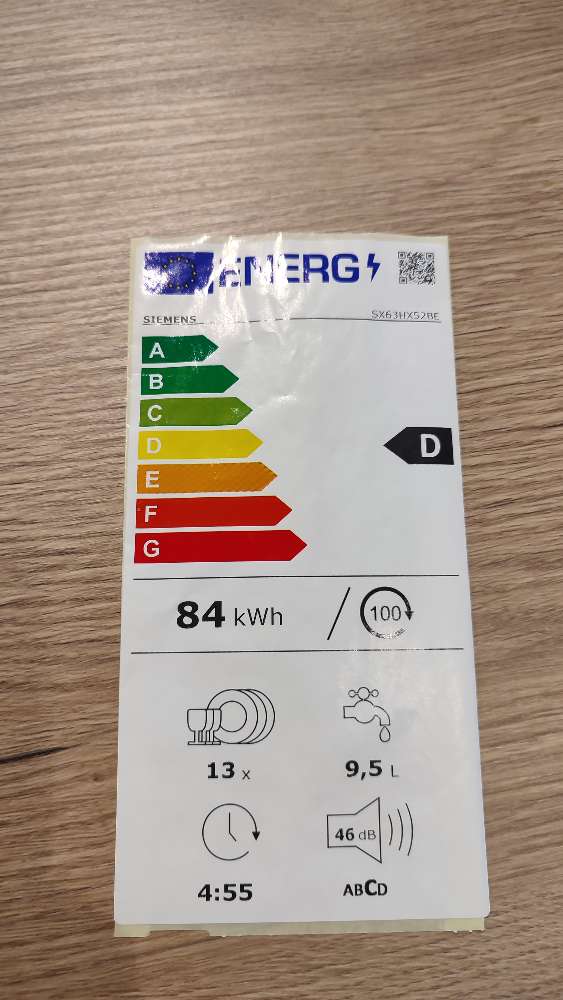 ENERG
SIEMENS SX63HX52BE
A
B
C
D D
E
F
G
84 kWh / 100
13 x 9,5 L
46 dB
4:55 ABCD